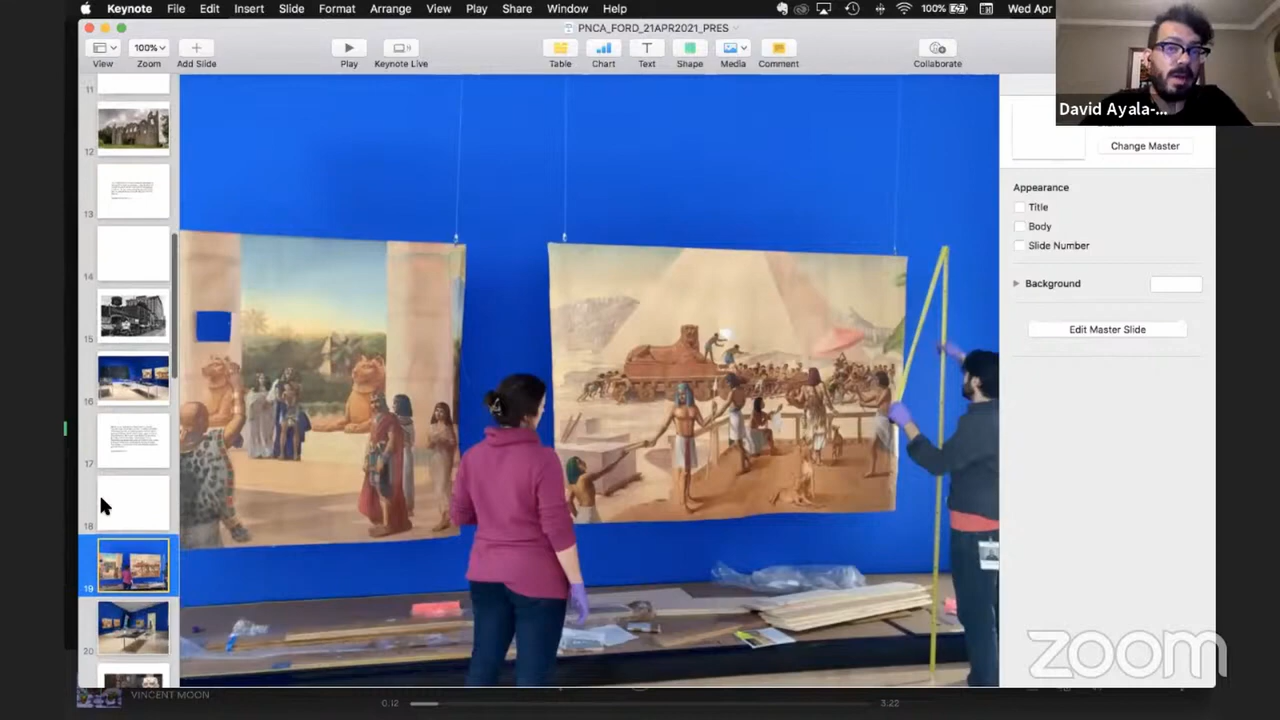 Keynote File Edit Insert Slide Format Arrange View Play Share Window Help 100% Wed Apr
PNCA_FORD_21APR2021_PRES
100%
View Zoom Add Slide Play Keynote Live Table Chart Text Shape Media Comment Collaborate
David Ayala-...
Change Master
Appearance
Title
Body
Slide Number
Background
Edit Master Slide
11
12
13
14
15
16
17
18
19
20
zoom
VINCENT MOON
0:12
3:22